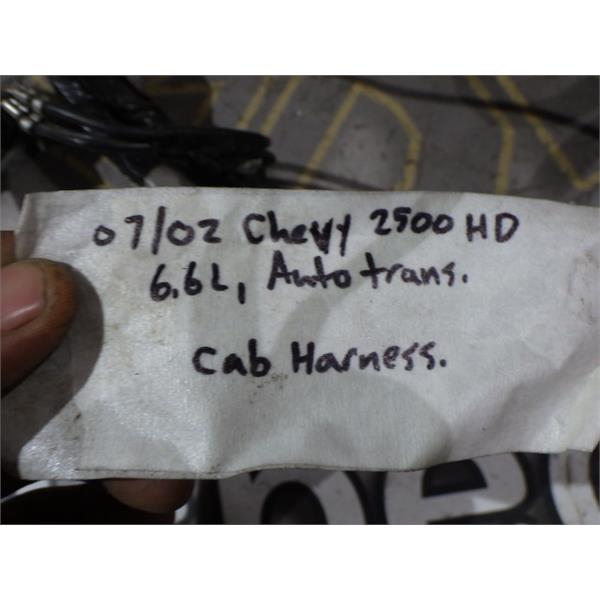 07/02 Chevy 2500 HD
6.6L, Auto trans.
Cab Harness.